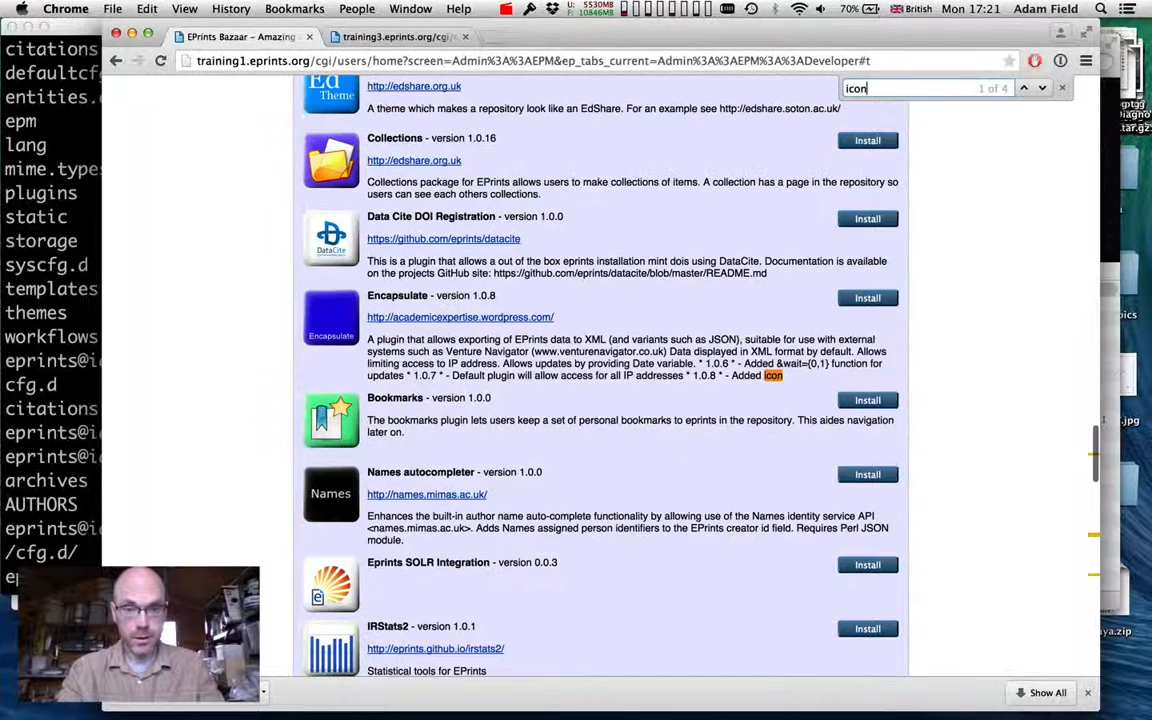 Chrome File Edit View History Bookmarks People Window Help U: 5530MB F: 10846MB 70% British Mon 17:21 Adam Field
EPrints Bazaar – Amazing
training3.eprints.org/cgi/
training1.eprints.org/cgi/users/home?screen=Admin%3A%3AEPM&ep_tabs_current=Admin%3A%3AEPM%3A%3ADeveloper#t
icon 1 of 4
citations
entities.
epm
lang
mime.types
plugins
static
storage
syscfg.d
templates
themes
workflows
cfg.d
citations
archives
AUTHORS
/cfg.d/
Ed
Theme
http://edshare.org.uk
A theme which makes a repository look like an EdShare. For an example see http://edshare.soton.ac.uk/
Collections - version 1.0.16
Install
http://edshare.org.uk
Collections package for EPrints allows users to make collections of items. A collection has a page in the repository so
users can see each others collections.
DataCite
Data Cite DOI Registration - version 1.0.0
Install
https://github.com/eprints/datacite
This is a plugin that allows a out of the box eprints installation mint dois using DataCite. Documentation is available
on the projects GitHub site: https://github.com/eprints/datacite/blob/master/README.md
Encapsulate
Encapsulate - version 1.0.8
Install
http://academicexpertise.wordpress.com/
A plugin that allows exporting of EPrints data to XML (and variants such as JSON), suitable for use with external
systems such as Venture Navigator (www.venturenavigator.co.uk) Data displayed in XML format by default. Allows
limiting access to IP address. Allows updates by providing Date variable. * 1.0.6 * - Added &wait={0,1} function for
updates * 1.0.7 * - Default plugin will allow access for all IP addresses * 1.0.8 * - Added icon
Bookmarks - version 1.0.0
Install
The bookmarks plugin lets users keep a set of personal bookmarks to eprints in the repository. This aides navigation
later on.
Names
Names autocompleter - version 1.0.0
Install
http://names.mimas.ac.uk/
Enhances the built-in author name auto-complete functionality by allowing use of the Names identity service API
<names.mimas.ac.uk>. Adds Names assigned person identifiers to the EPrints creator id field. Requires Perl JSON
module.
Eprints SOLR Integration - version 0.0.3
Install
IRStats2 - version 1.0.1
Install
http://eprints.github.io/irstats2/
Statistical tools for EPrints
Show All